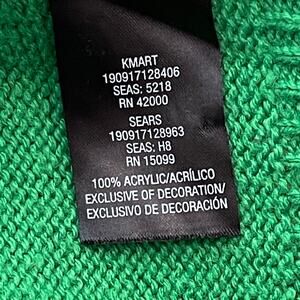 KMART
190917128406
SEAS: 5218
RN 42000
SEARS
190917128963
SEAS: H8
RN 15099
100% ACRYLIC/ACRÍLICO
EXCLUSIVE OF DECORATION/
EXCLUSIVO DE DECORACIÓN